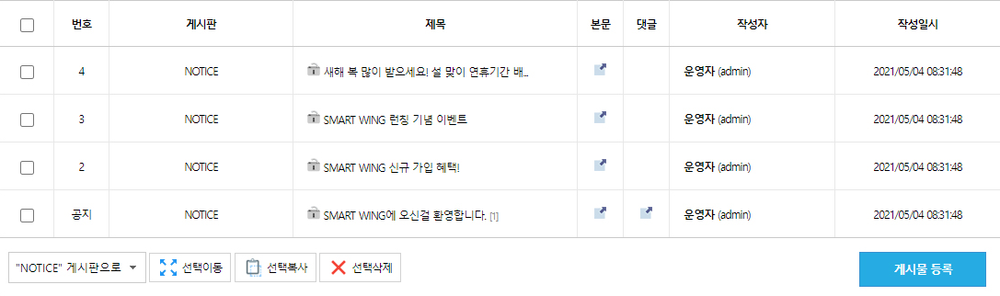 번호 게시판 제목 본문 댓글 작성자 작성일시
4 NOTICE 새해 복 많이 받으세요! 설 맞이 연휴기간 배... 운영자 (admin) 2021/05/04 08:31:48
3 NOTICE SMART WING 런칭 기념 이벤트 운영자 (admin) 2021/05/04 08:31:48
2 NOTICE SMART WING 신규 가입 혜택! 운영자 (admin) 2021/05/04 08:31:48
공지 NOTICE SMART WING에 오신걸 환영합니다. [1] 운영자 (admin) 2021/05/04 08:31:48
"NOTICE" 게시판으로 선택이동 선택복사 선택삭제 게시물 등록